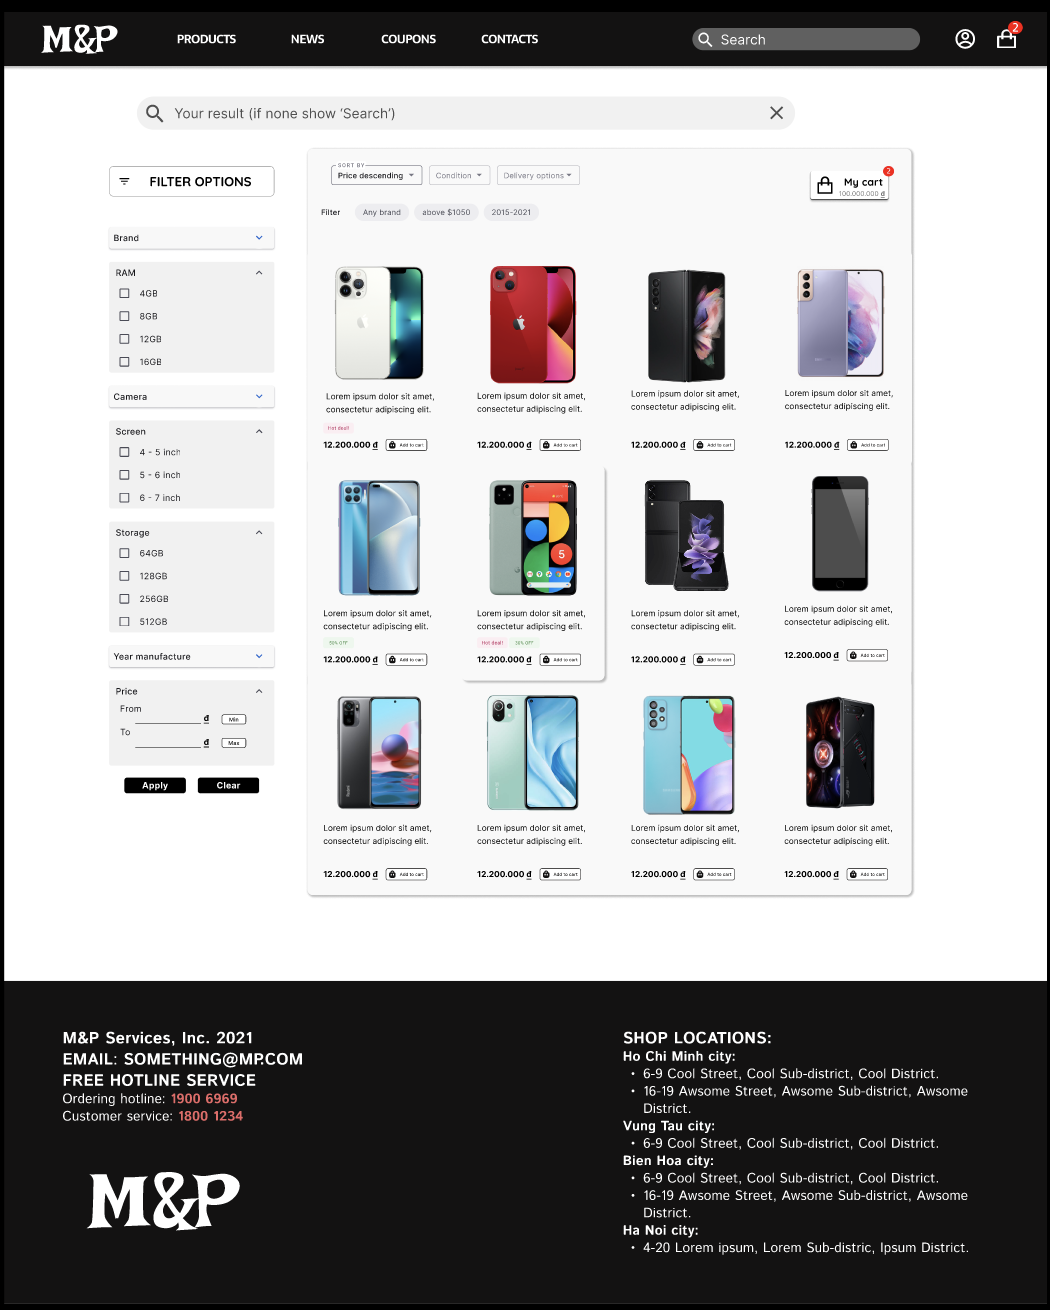 M&P
PRODUCTS
NEWS
COUPONS
CONTACTS
Search
2
Your result (if none show ‘Search’)
FILTER OPTIONS
Brand
RAM
4GB
8GB
12GB
16GB
Camera
Screen
4 - 5 inch
5 - 6 inch
6 - 7 inch
Storage
64GB
128GB
256GB
512GB
Year manufacture
Price
From
đ
Min
To
đ
Max
Apply
Clear
SORT BY
Price descending
Condition
Delivery options
My cart
2
100.000.000 đ
Filter
Any brand
above $1050
2015-2021
Lorem ipsum dolor sit amet,
consectetur adipiscing elit.
Hot deal!
12.200.000 đ
Add to cart
Lorem ipsum dolor sit amet,
consectetur adipiscing elit.
12.200.000 đ
Add to cart
Lorem ipsum dolor sit amet,
consectetur adipiscing elit.
12.200.000 đ
Add to cart
Lorem ipsum dolor sit amet,
consectetur adipiscing elit.
12.200.000 đ
Add to cart
Lorem ipsum dolor sit amet,
consectetur adipiscing elit.
12.200.000 đ
Add to cart
5
Lorem ipsum dolor sit amet,
consectetur adipiscing elit.
Hot deal!
12.200.000 đ
Add to cart
Lorem ipsum dolor sit amet,
consectetur adipiscing elit.
12.200.000 đ
Add to cart
Lorem ipsum dolor sit amet,
consectetur adipiscing elit.
12.200.000 đ
Add to cart
Redmi
Lorem ipsum dolor sit amet,
consectetur adipiscing elit.
12.200.000 đ
Add to cart
Lorem ipsum dolor sit amet,
consectetur adipiscing elit.
12.200.000 đ
Add to cart
SAMSUNG
Lorem ipsum dolor sit amet,
consectetur adipiscing elit.
12.200.000 đ
Add to cart
Lorem ipsum dolor sit amet,
consectetur adipiscing elit.
12.200.000 đ
Add to cart
M&P Services, Inc. 2021
EMAIL: SOMETHING@MP.COM
FREE HOTLINE SERVICE
Ordering hotline: 1900 6969
Customer service: 1800 1234
M&P
SHOP LOCATIONS:
Ho Chi Minh city:
• 6-9 Cool Street, Cool Sub-district, Cool District.
• 16-19 Awsome Street, Awsome Sub-district, Awsome
District.
Vung Tau city:
• 6-9 Cool Street, Cool Sub-district, Cool District.
Bien Hoa city:
• 6-9 Cool Street, Cool Sub-district, Cool District.
• 16-19 Awsome Street, Awsome Sub-district, Awsome
District.
Ha Noi city:
• 4-20 Lorem ipsum, Lorem Sub-distric, Ipsum District.